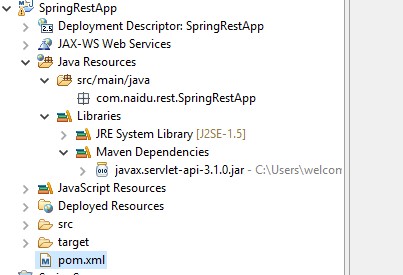 SpringRestApp
Deployment Descriptor: SpringRestApp
JAX-WS Web Services
Java Resources
src/main/java
com.naidu.rest.SpringRestApp
Libraries
JRE System Library [J2SE-1.5]
Maven Dependencies
javax.servlet-api-3.1.0.jar - C:\Users\welcom
JavaScript Resources
Deployed Resources
src
target
pom.xml